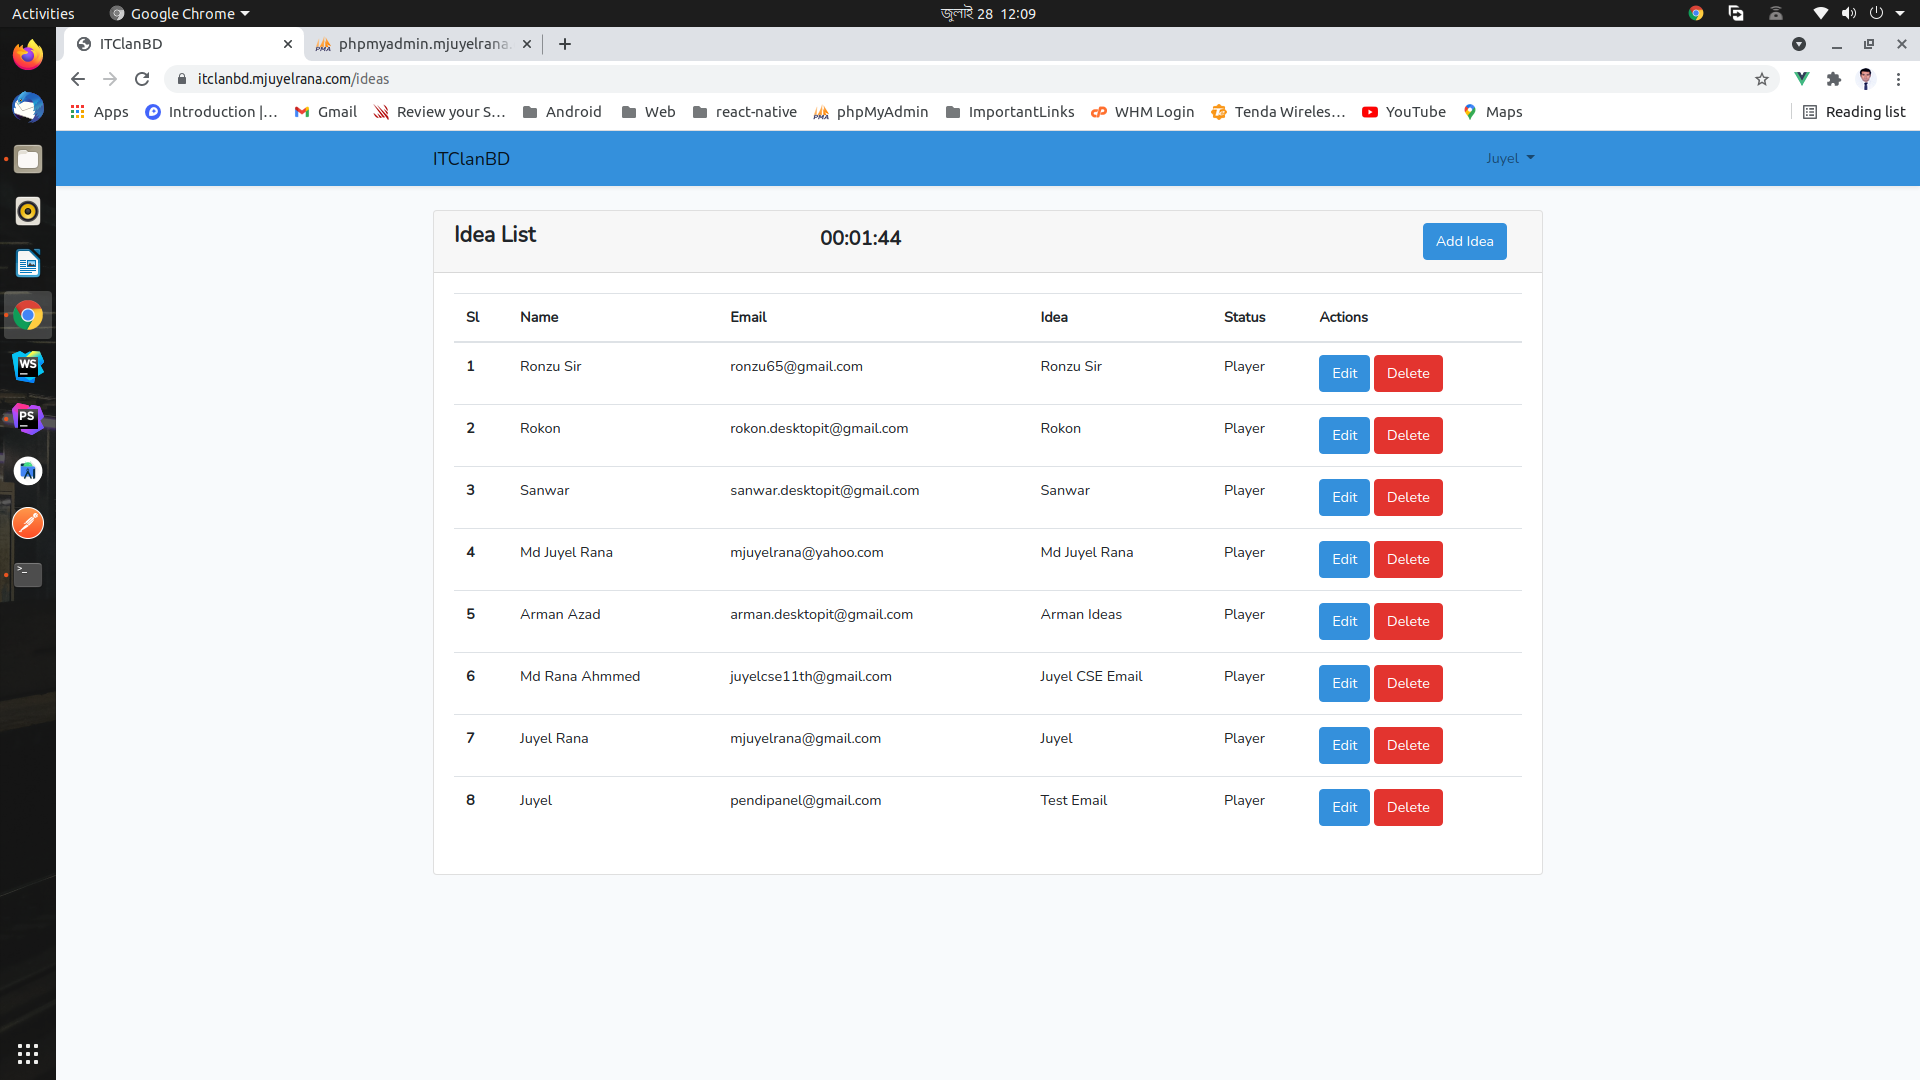 Activities Google Chrome জুলাই 28 12:09
ITClanBD phpmyadmin.mjuyelrana.
itclanbd.mjuyelrana.com/ideas
Apps Introduction |... Gmail Review your S... Android Web react-native phpMyAdmin ImportantLinks WHM Login Tenda Wireles... YouTube Maps Reading list
ITClanBD Juyel
Idea List 00:01:44 Add Idea
Sl Name Email Idea Status Actions
1 Ronzu Sir ronzu65@gmail.com Ronzu Sir Player Edit Delete
2 Rokon rokon.desktopit@gmail.com Rokon Player Edit Delete
3 Sanwar sanwar.desktopit@gmail.com Sanwar Player Edit Delete
4 Md Juyel Rana mjuyelrana@yahoo.com Md Juyel Rana Player Edit Delete
5 Arman Azad arman.desktopit@gmail.com Arman Ideas Player Edit Delete
6 Md Rana Ahmmed juyelcse11th@gmail.com Juyel CSE Email Player Edit Delete
7 Juyel Rana mjuyelrana@gmail.com Juyel Player Edit Delete
8 Juyel pendipanel@gmail.com Test Email Player Edit Delete